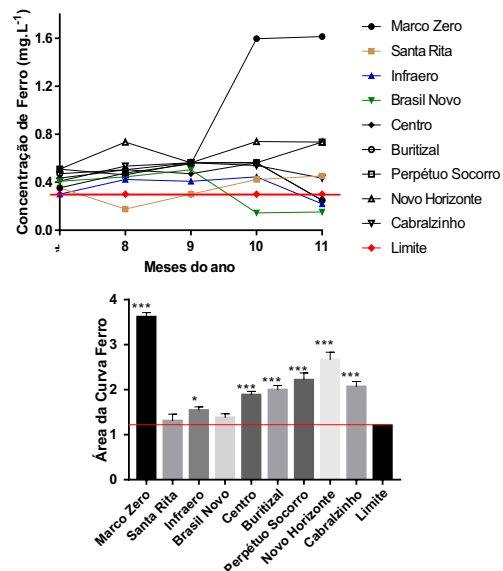 Concentração de Ferro (mg.L⁻¹)
1.6
1.2
0.8
0.4
0.0
8
9
10
11
Meses do ano
Marco Zero
Santa Rita
Infraero
Brasil Novo
Centro
Buritizal
Perpétuo Socorro
Novo Horizonte
Cabralzinho
Limite
Área da Curva Ferro
4
3
2
1
0
***
*
***
***
***
***
***
Marco Zero
Santa Rita
Infraero
Brasil Novo
Centro
Buritizal
Perpétuo Socorro
Novo Horizonte
Cabralzinho
Limite